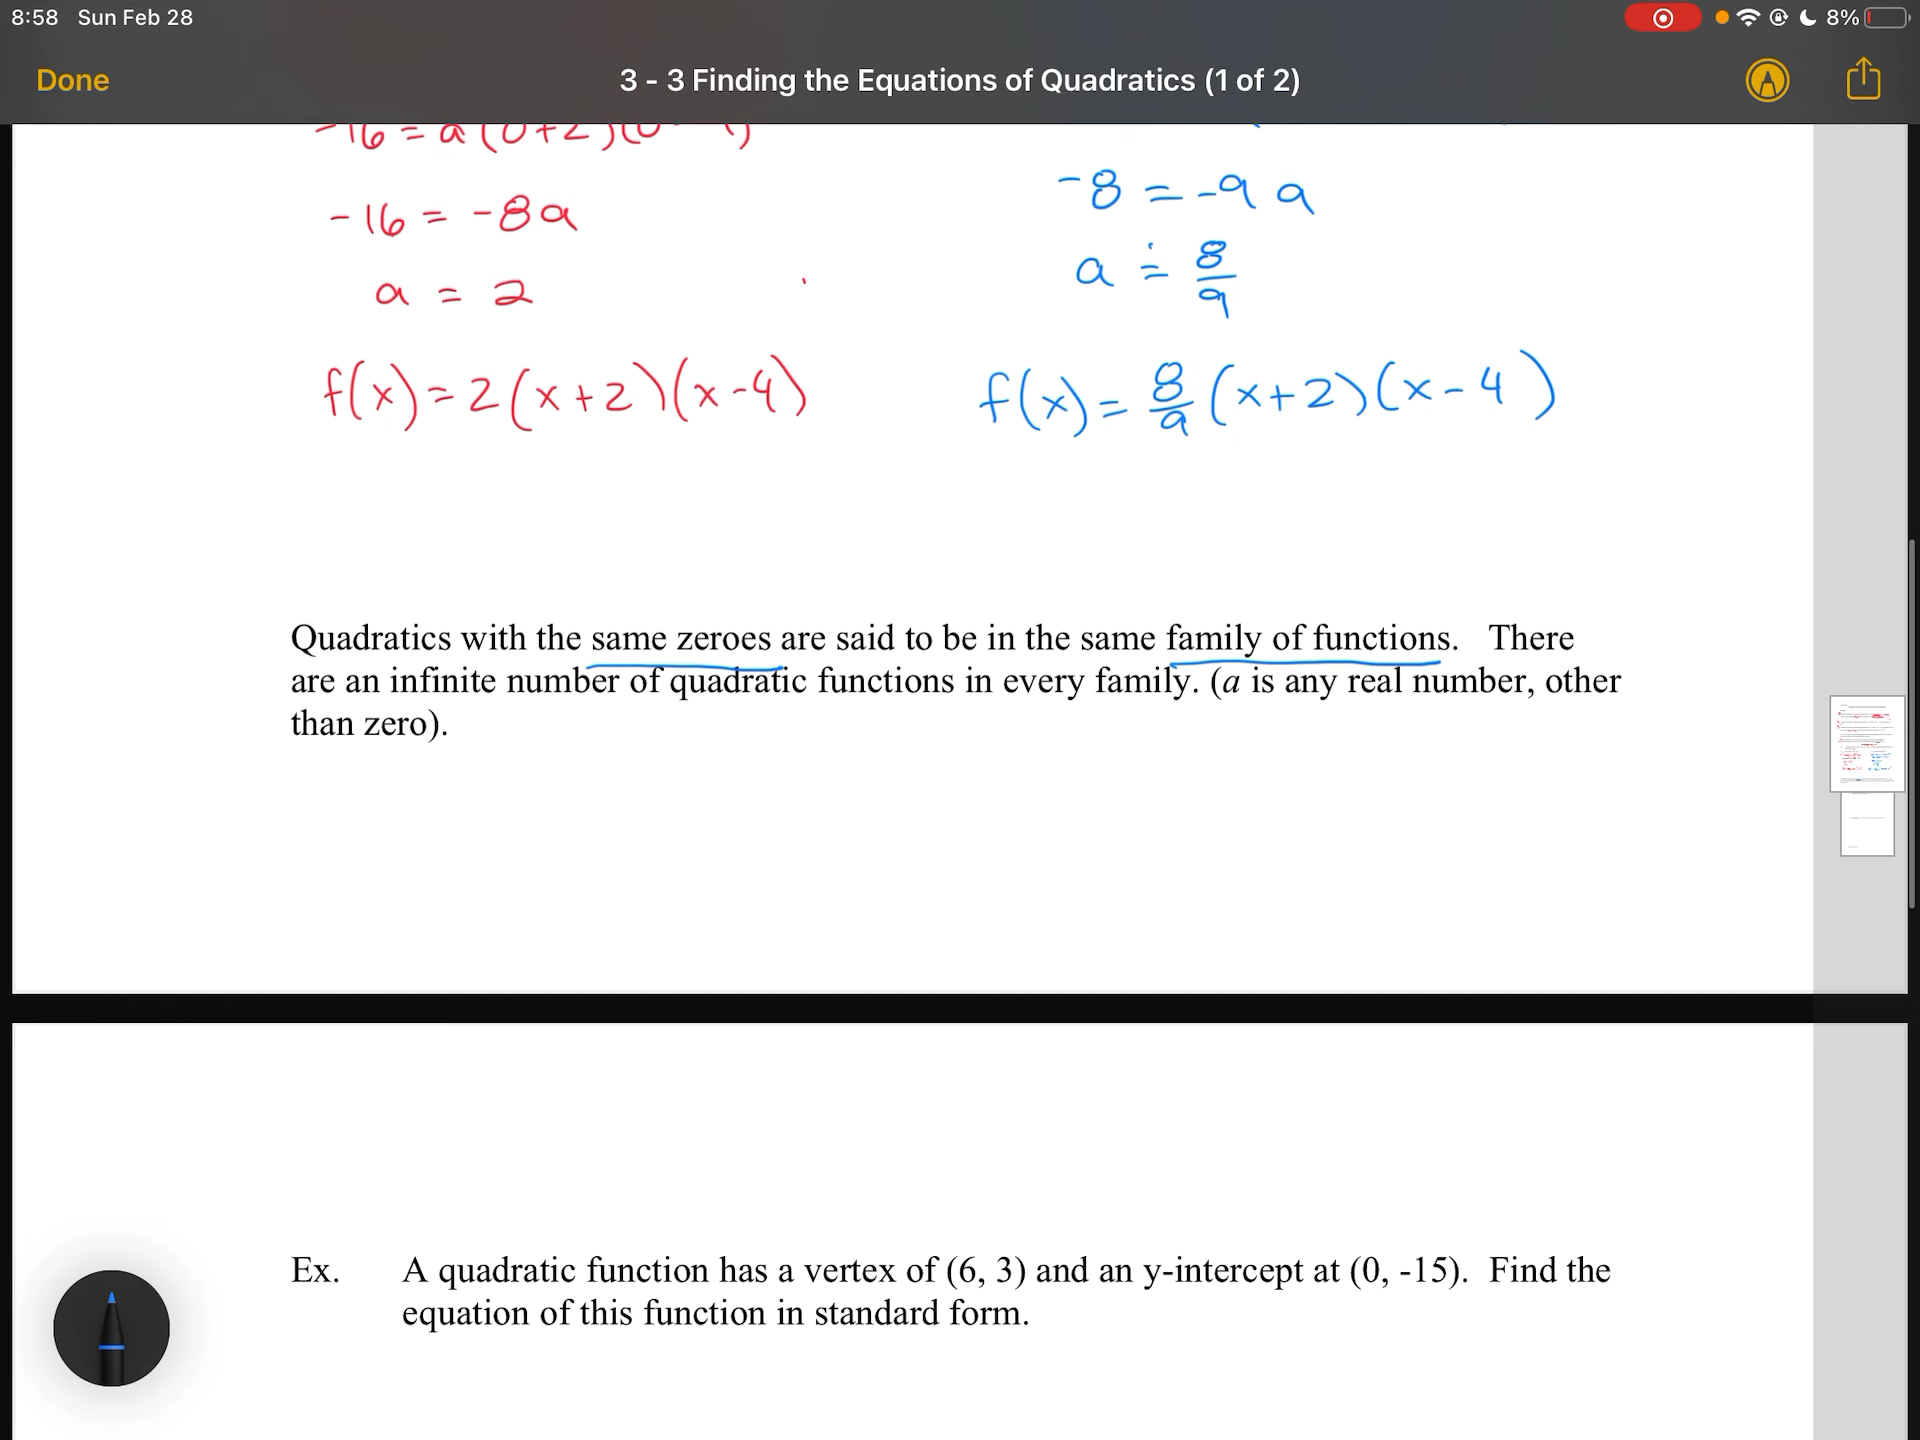 8:58 Sun Feb 28
8%
Done
3 - 3 Finding the Equations of Quadratics (1 of 2)
-16 = a(0+2)(0
-16 = -8a
a = 2
f(x) = 2(x+2)(x-4)
-8 = -9a
a = 8/9
f(x) = 8/9 (x+2)(x-4)
Quadratics with the same zeroes are said to be in the same family of functions. There
are an infinite number of quadratic functions in every family. (a is any real number, other
than zero).
Ex. A quadratic function has a vertex of (6, 3) and an y-intercept at (0, -15). Find the
equation of this function in standard form.